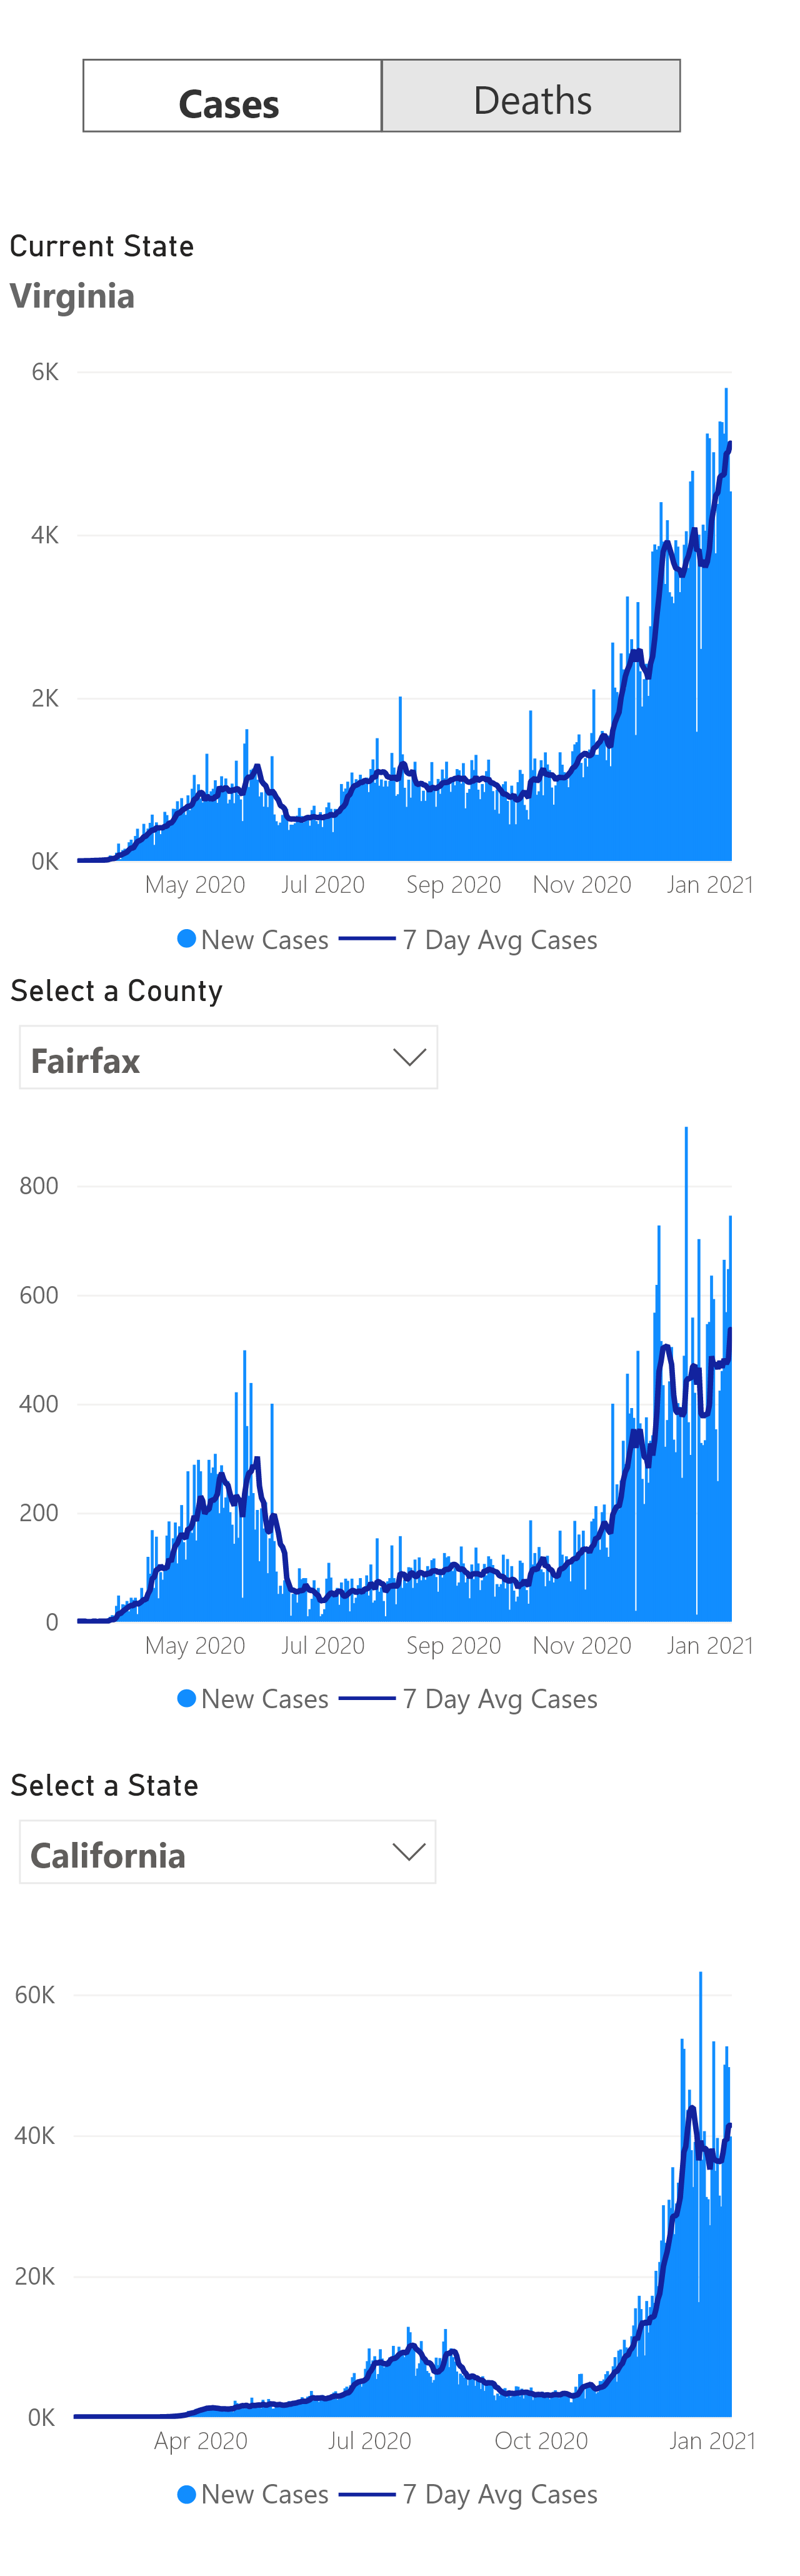 Cases Deaths
Current State
Virginia
6K
4K
2K
0K
May 2020 Jul 2020 Sep 2020 Nov 2020 Jan 2021
New Cases 7 Day Avg Cases
Select a County
Fairfax
800
600
400
200
0
May 2020 Jul 2020 Sep 2020 Nov 2020 Jan 2021
New Cases 7 Day Avg Cases
Select a State
California
60K
40K
20K
0K
Apr 2020 Jul 2020 Oct 2020 Jan 2021
New Cases 7 Day Avg Cases